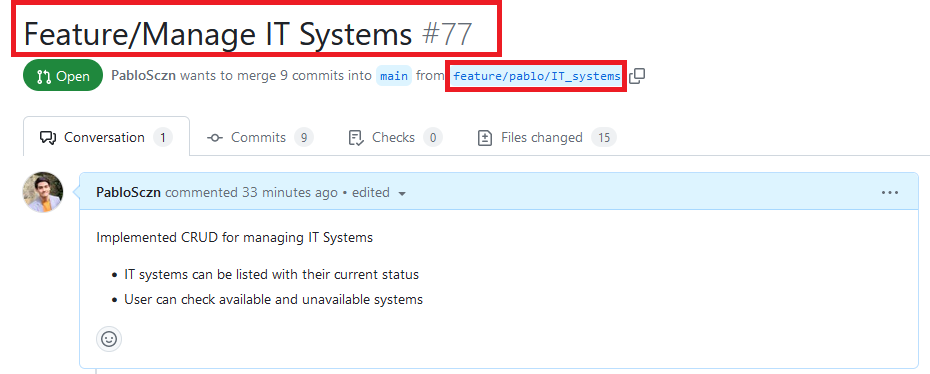 Feature/Manage IT Systems #77
Open PabloSczn wants to merge 9 commits into main from feature/pablo/IT_systems
Conversation 1 Commits 9 Checks 0 Files changed 15
PabloSczn commented 33 minutes ago • edited
Implemented CRUD for managing IT Systems
• IT systems can be listed with their current status
• User can check available and unavailable systems